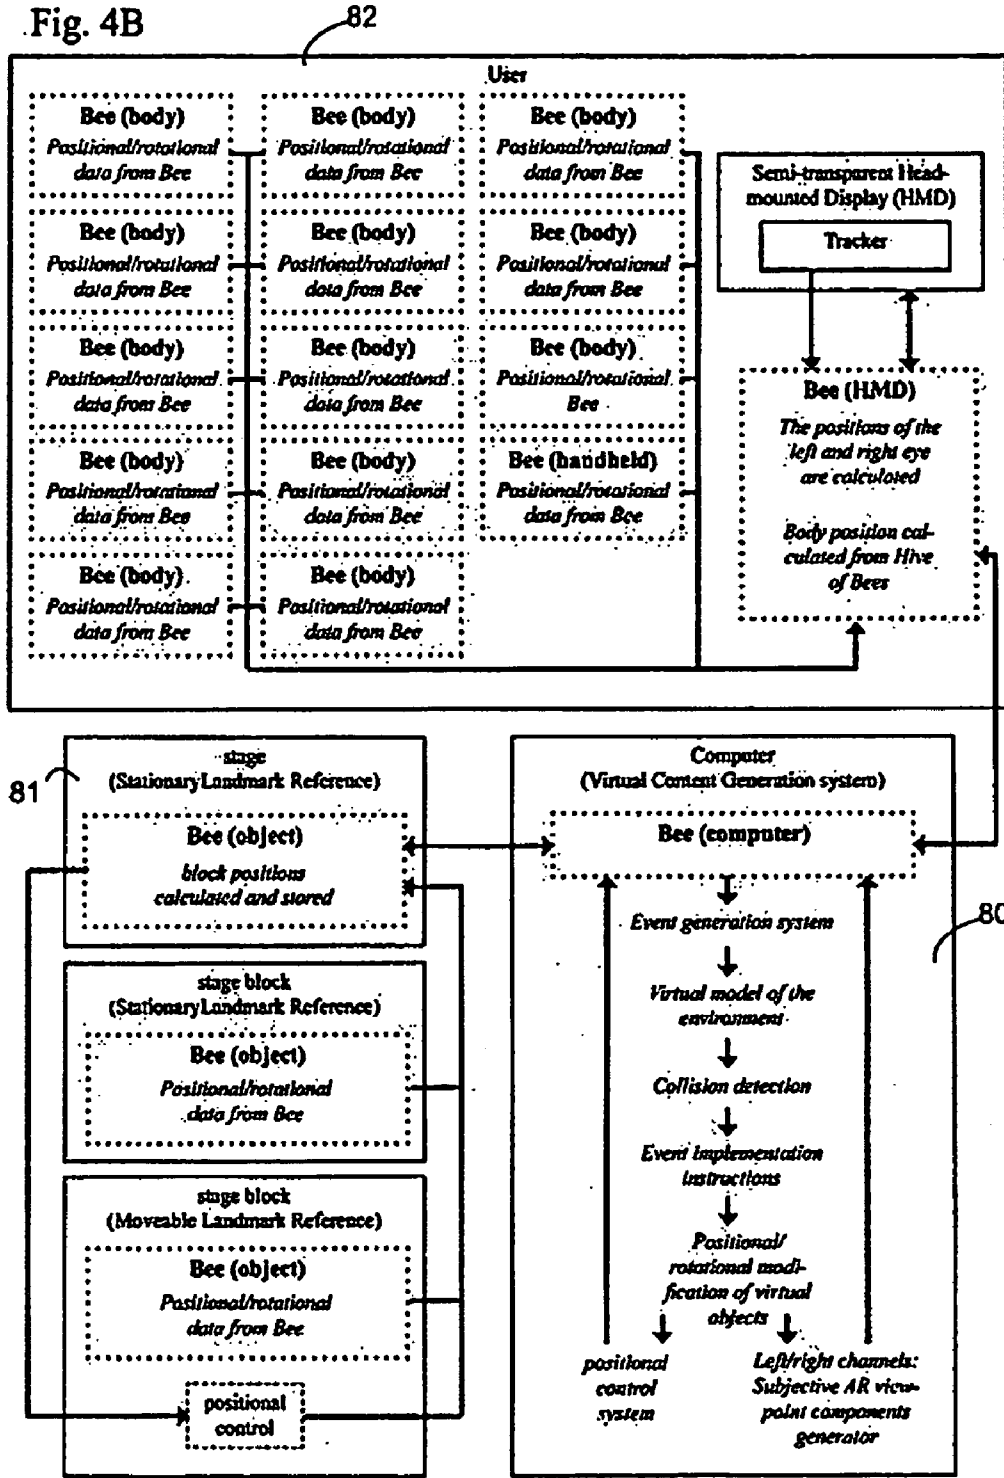 Fig. 4B
82
User
Bee (body)
Positional/rotational
data from Bee
Bee (body)
Positional/rotational
data from Bee
Bee (body)
Positional/rotational
data from Bee
Bee (body)
Positional/rotational
data from Bee
Bee (body)
Positional/rotational
data from Bee
Bee (body)
Positional/rotational
data from Bee
Bee (body)
Positional/rotational
data from Bee
Bee (body)
Positional/rotational
data from Bee
Bee (body)
Positional/rotational
Bee
Bee (body)
Positional/rotational
data from Bee
Bee (body)
Positional/rotational
data from Bee
Bee (handheld)
Positional/rotational
data from Bee
Bee (body)
Positional/rotational
data from Bee
Bee (body)
Positional/rotational
data from Bee
Semi-transparent Head-
mounted Display (HMD)
Tracker
Bee (HMD)
The positions of the
left and right eye
are calculated
Body position cal-
culated from Hive
of Bees
81
stage
(Stationary Landmark Reference)
Bee (object)
block positions
calculated and stored
stage block
(Stationary Landmark Reference)
Bee (object)
Positional/rotational
data from Bee
stage block
(Moveable Landmark Reference)
Bee (object)
Positional/rotational
data from Bee
positional
control
Computer
(Virtual Content Generation system)
Bee (computer)
80
Event generation system
Virtual model of the
environment
Collision detection
Event implementation
instructions
Positional/
rotational modi-
fication of virtual
objects
positional
control
system
Left/right channels:
Subjective AR view-
point components
generator